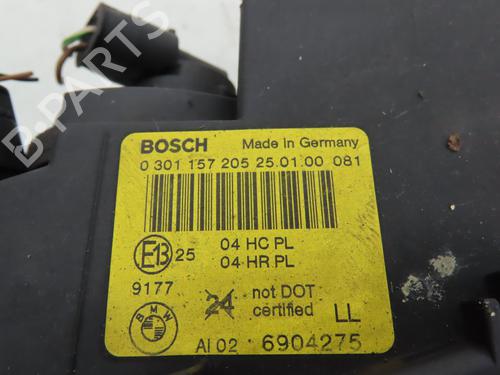 BOSCH Made in Germany
0 301 157 205 25.01.00 081
E13 25 04 HC PL
04 HR PL
9177 24 not DOT
certified LL
BMW
AI 02 6904275